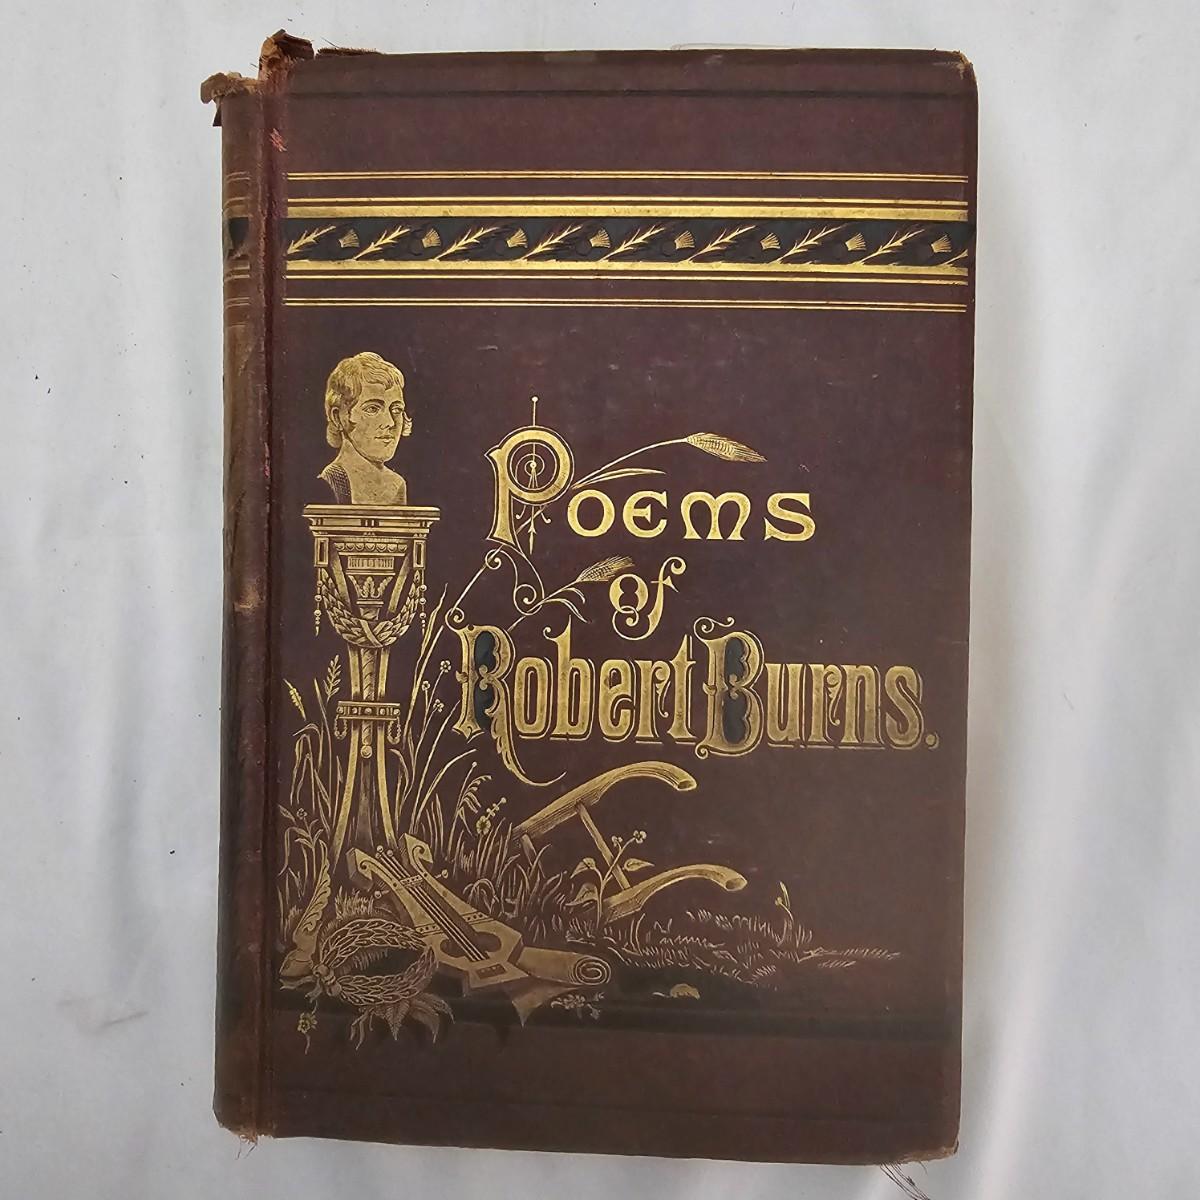 Poems
of
Robert Burns.